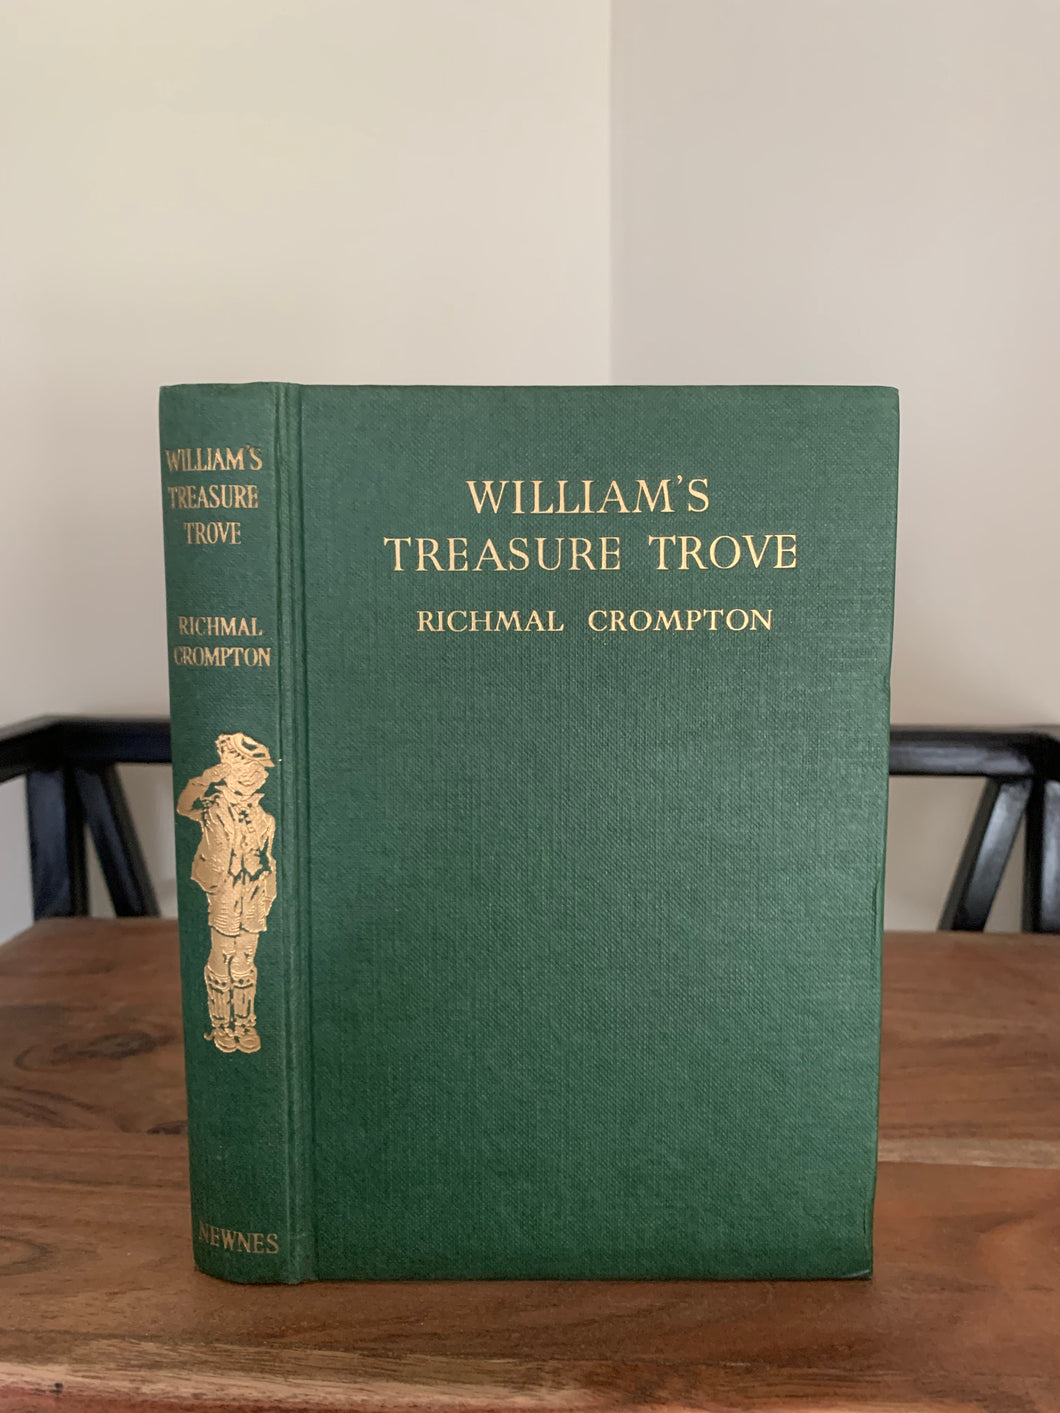 WILLIAM'S
TREASURE
TROVE
RICHMAL
CROMPTON
NEWNES
WILLIAM'S
TREASURE TROVE
RICHMAL CROMPTON